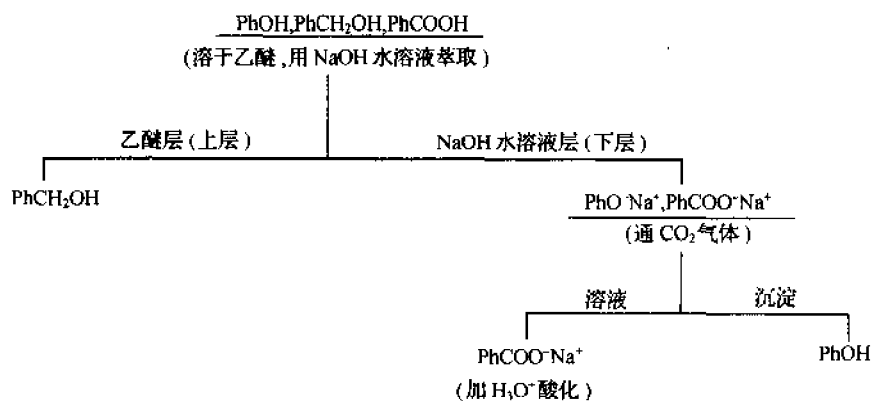 PhOH,PhCH₂OH,PhCOOH
(溶于乙醚,用 NaOH 水溶液萃取)
乙醚层(上层)
NaOH 水溶液层(下层)
PhCH₂OH
PhO⁻Na⁺,PhCOO⁻Na⁺
(通 CO₂ 气体)
溶液
沉淀
PhCOO⁻Na⁺
PhOH
(加 H₃O⁺ 酸化)